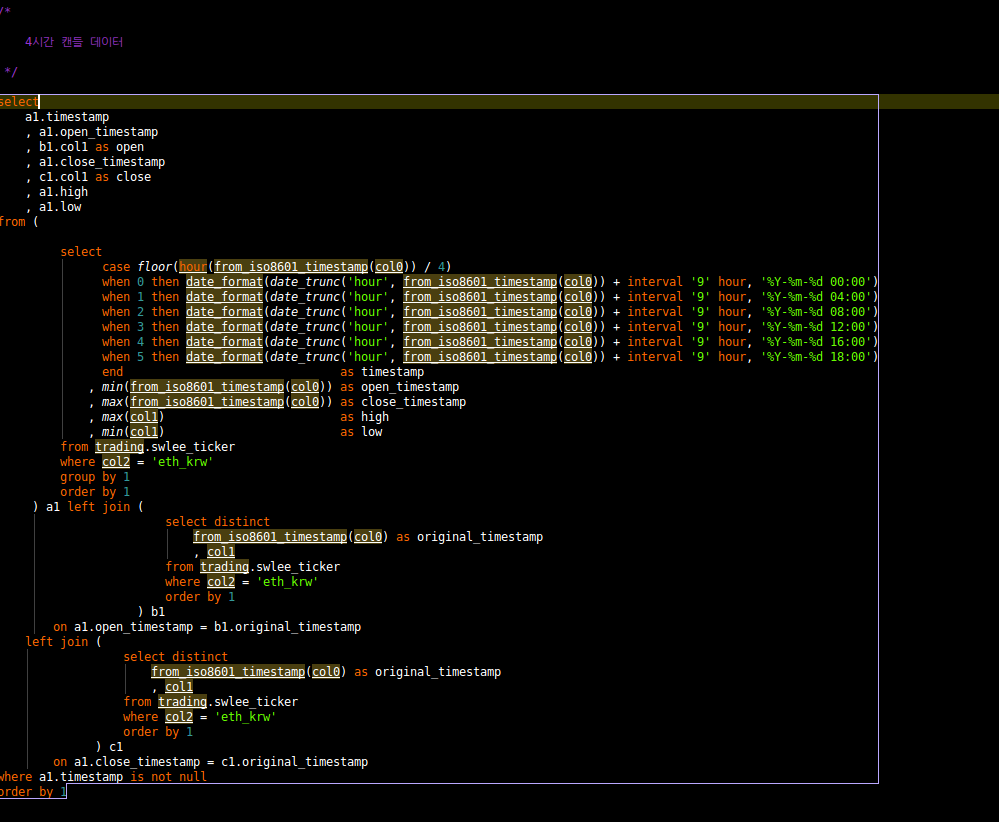 /*
4시간 캔들 데이터
*/
select
a1.timestamp
, a1.open_timestamp
, b1.col1 as open
, a1.close_timestamp
, c1.col1 as close
, a1.high
, a1.low
from (
select
case floor(hour(from_iso8601_timestamp(col0)) / 4)
when 0 then date_format(date_trunc('hour', from_iso8601_timestamp(col0)) + interval '9' hour, '%Y-%m-%d 00:00')
when 1 then date_format(date_trunc('hour', from_iso8601_timestamp(col0)) + interval '9' hour, '%Y-%m-%d 04:00')
when 2 then date_format(date_trunc('hour', from_iso8601_timestamp(col0)) + interval '9' hour, '%Y-%m-%d 08:00')
when 3 then date_format(date_trunc('hour', from_iso8601_timestamp(col0)) + interval '9' hour, '%Y-%m-%d 12:00')
when 4 then date_format(date_trunc('hour', from_iso8601_timestamp(col0)) + interval '9' hour, '%Y-%m-%d 16:00')
when 5 then date_format(date_trunc('hour', from_iso8601_timestamp(col0)) + interval '9' hour, '%Y-%m-%d 18:00')
end as timestamp
, min(from_iso8601_timestamp(col0)) as open_timestamp
, max(from_iso8601_timestamp(col0)) as close_timestamp
, max(col1) as high
, min(col1) as low
from trading.swlee_ticker
where col2 = 'eth_krw'
group by 1
order by 1
) a1 left join (
select distinct
from_iso8601_timestamp(col0) as original_timestamp
, col1
from trading.swlee_ticker
where col2 = 'eth_krw'
order by 1
) b1
on a1.open_timestamp = b1.original_timestamp
left join (
select distinct
from_iso8601_timestamp(col0) as original_timestamp
, col1
from trading.swlee_ticker
where col2 = 'eth_krw'
order by 1
) c1
on a1.close_timestamp = c1.original_timestamp
where a1.timestamp is not null
order by 1